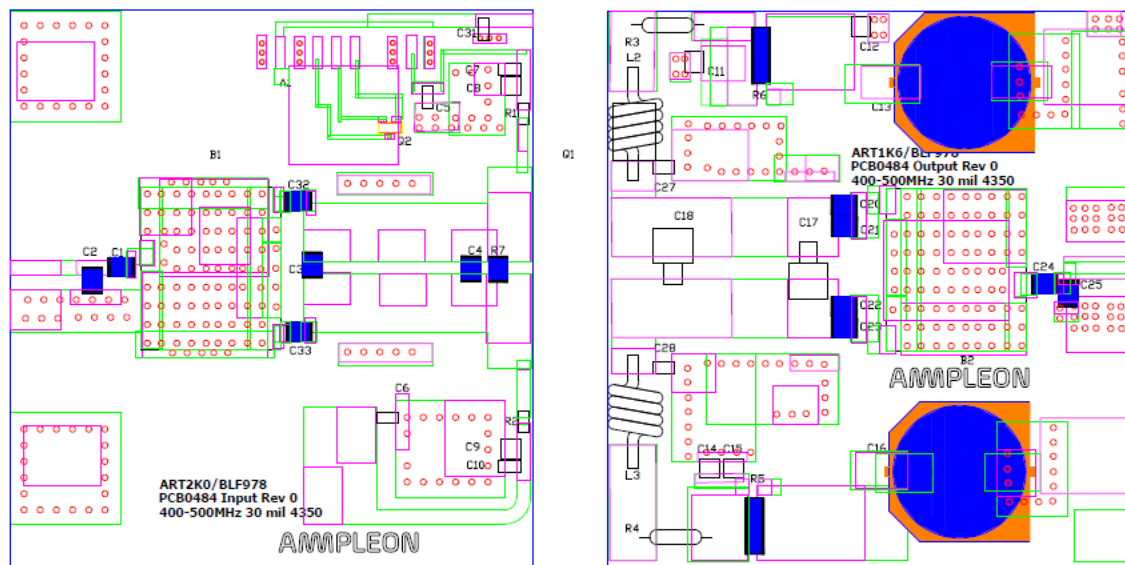 C31
A1
C7
C8
C5
R1
Q2
B1
C32
C2
C1
C3
C4
R7
C33
C6
R2
C9
C10
ART2K0/BLF978
PCB0484 Input Rev 0
400-500MHz 30 mil 4350
AMMPLEON
Q1
R3
L2
C11
R6
C12
C13
ART1K6/BLF978
PCB0484 Output Rev 0
400-500MHz 30 mil 4350
C27
C18
C17
C20
C21
C24
C25
C22
C23
C28
B2
AMMPLEON
C14
C15
C16
L3
R5
R4